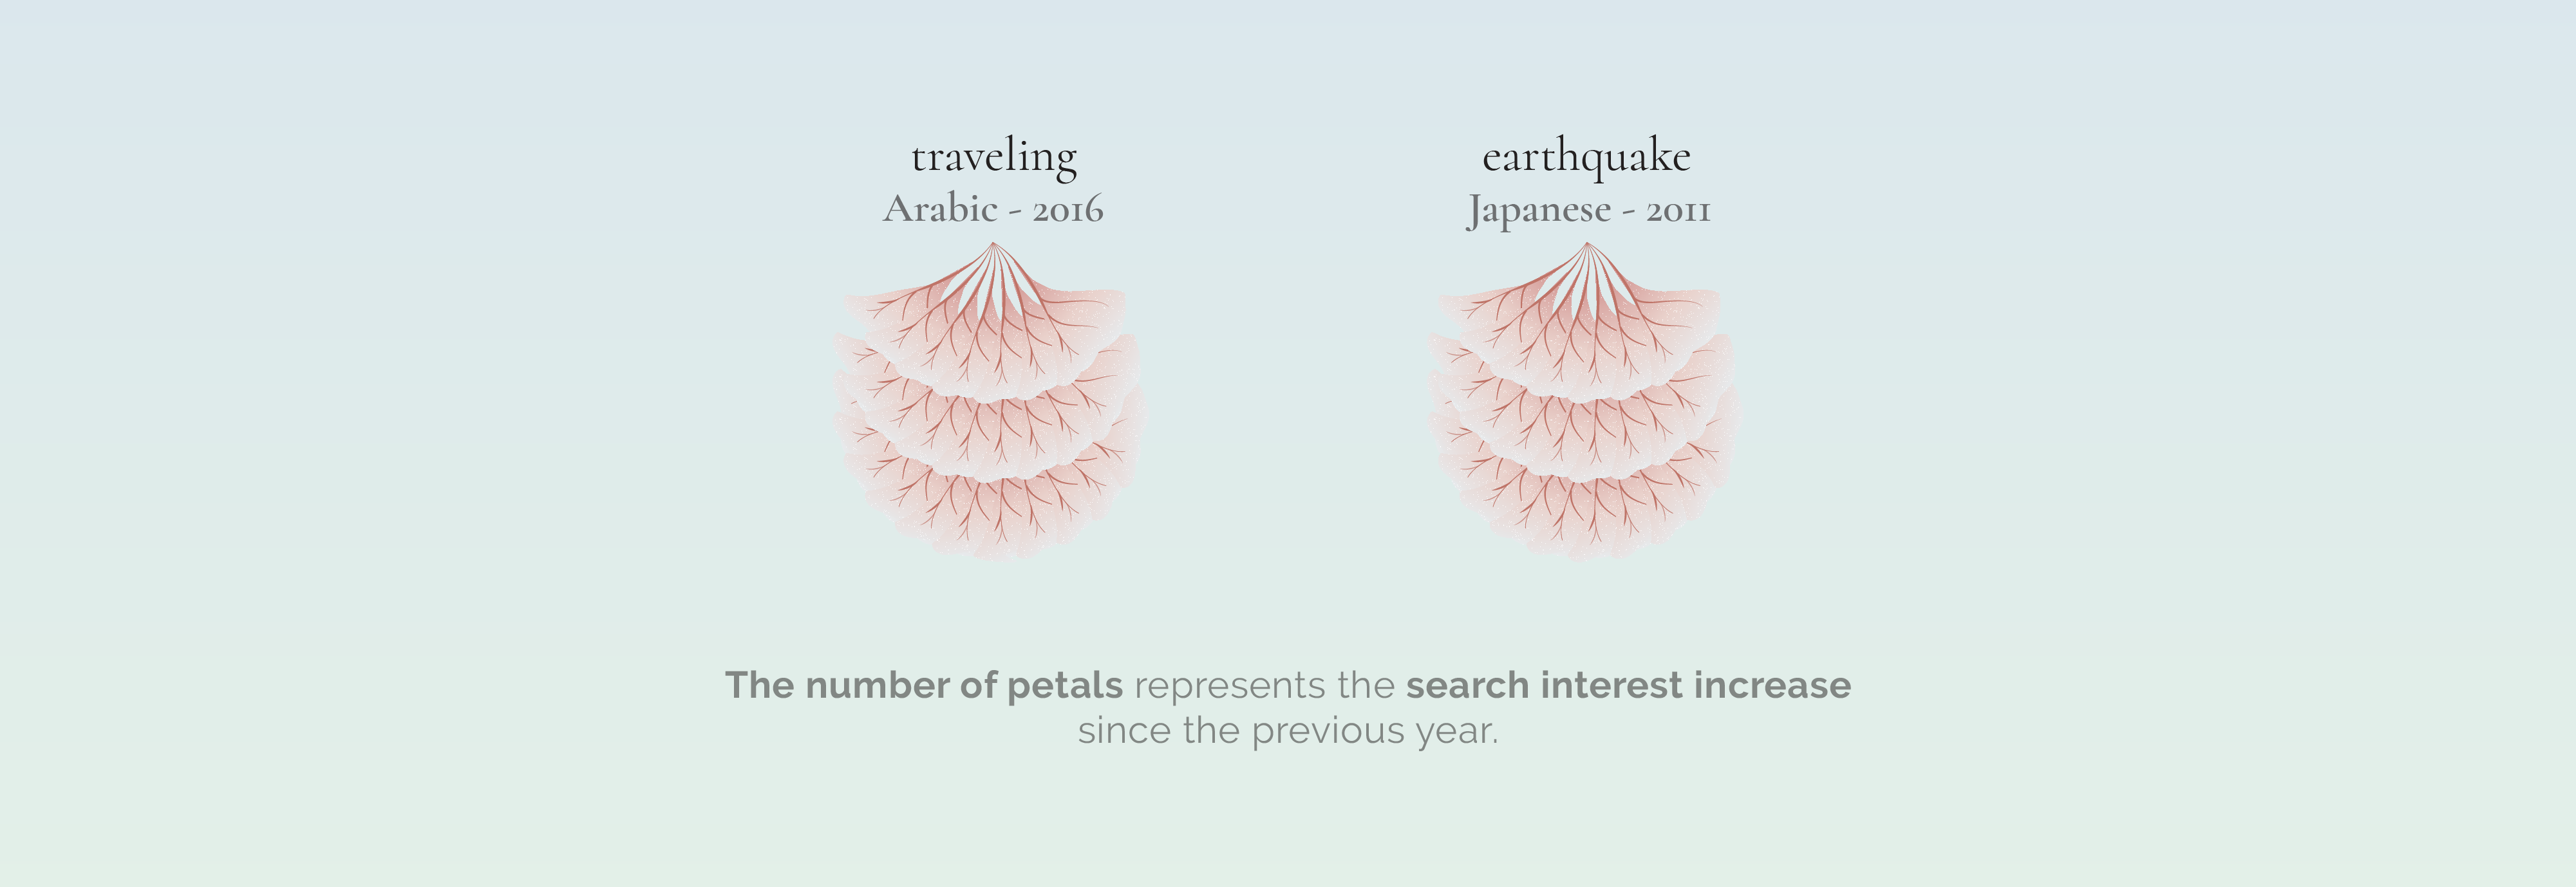 traveling
Arabic - 2016
earthquake
Japanese - 2011
The number of petals represents the search interest increase
since the previous year.